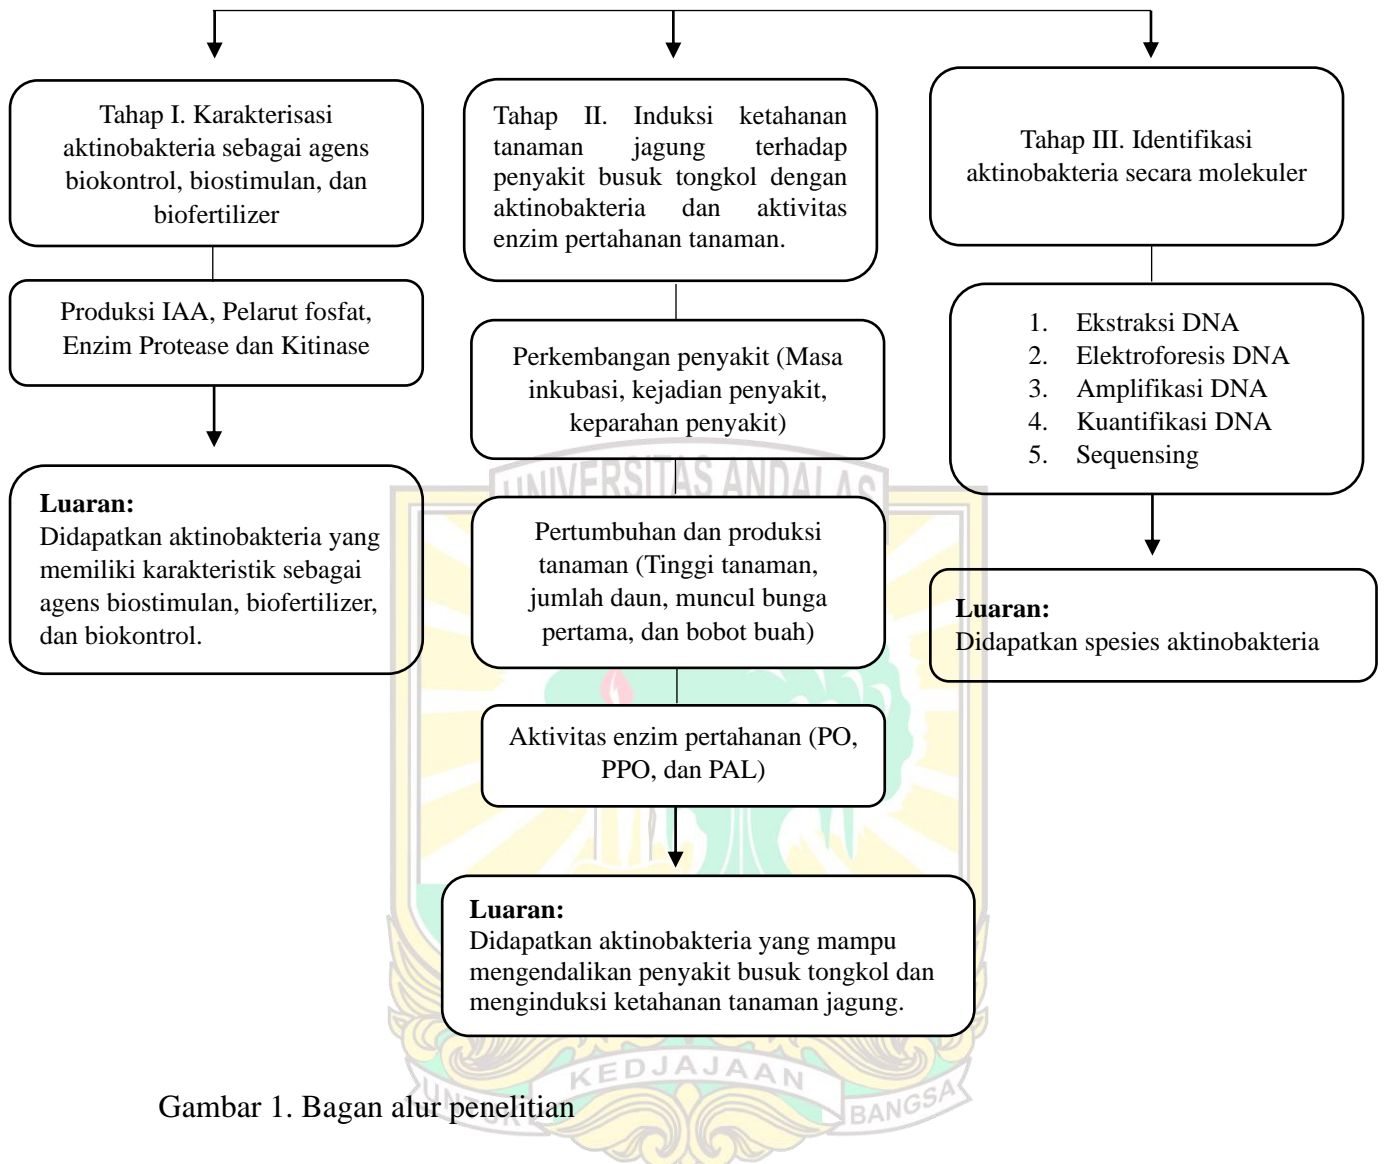 Tahap I. Karakterisasi
aktinobakteria sebagai agens
biokontrol, biostimulan, dan
biofertilizer
Produksi IAA, Pelarut fosfat,
Enzim Protease dan Kitinase
Luaran:
Didapatkan aktinobakteria yang
memiliki karakteristik sebagai
agens biostimulan, biofertilizer,
dan biokontrol.
Tahap II. Induksi ketahanan
tanaman jagung terhadap
penyakit busuk tongkol dengan
aktinobakteria dan aktivitas
enzim pertahanan tanaman.
Perkembangan penyakit (Masa
inkubasi, kejadian penyakit,
keparahan penyakit)
Pertumbuhan dan produksi
tanaman (Tinggi tanaman,
jumlah daun, muncul bunga
pertama, dan bobot buah)
Aktivitas enzim pertahanan (PO,
PPO, dan PAL)
Luaran:
Didapatkan aktinobakteria yang mampu
mengendalikan penyakit busuk tongkol dan
menginduksi ketahanan tanaman jagung.
Tahap III. Identifikasi
aktinobakteria secara molekuler
1. Ekstraksi DNA
2. Elektroforesis DNA
3. Amplifikasi DNA
4. Kuantifikasi DNA
5. Sequensing
Luaran:
Didapatkan spesies aktinobakteria
UNIVERSITAS ANDALAS
UNTUK KEDJAJAAN BANGSA
Gambar 1. Bagan alur penelitian